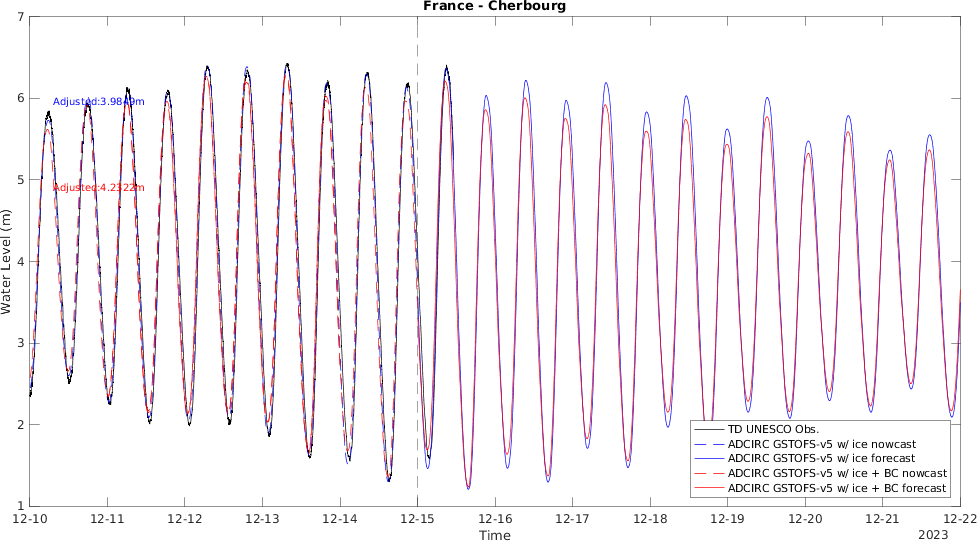 France - Cherbourg
7
6
5
4
3
2
1
Water Level (m)
Adjusted:3.9849m
Adjusted:4.2322m
TD UNESCO Obs.
ADCIRC GSTOFS-v5 w/ ice nowcast
ADCIRC GSTOFS-v5 w/ ice forecast
ADCIRC GSTOFS-v5 w/ ice + BC nowcast
ADCIRC GSTOFS-v5 w/ ice + BC forecast
12-10 12-11 12-12 12-13 12-14 12-15 12-16 12-17 12-18 12-19 12-20 12-21 12-22
Time
2023